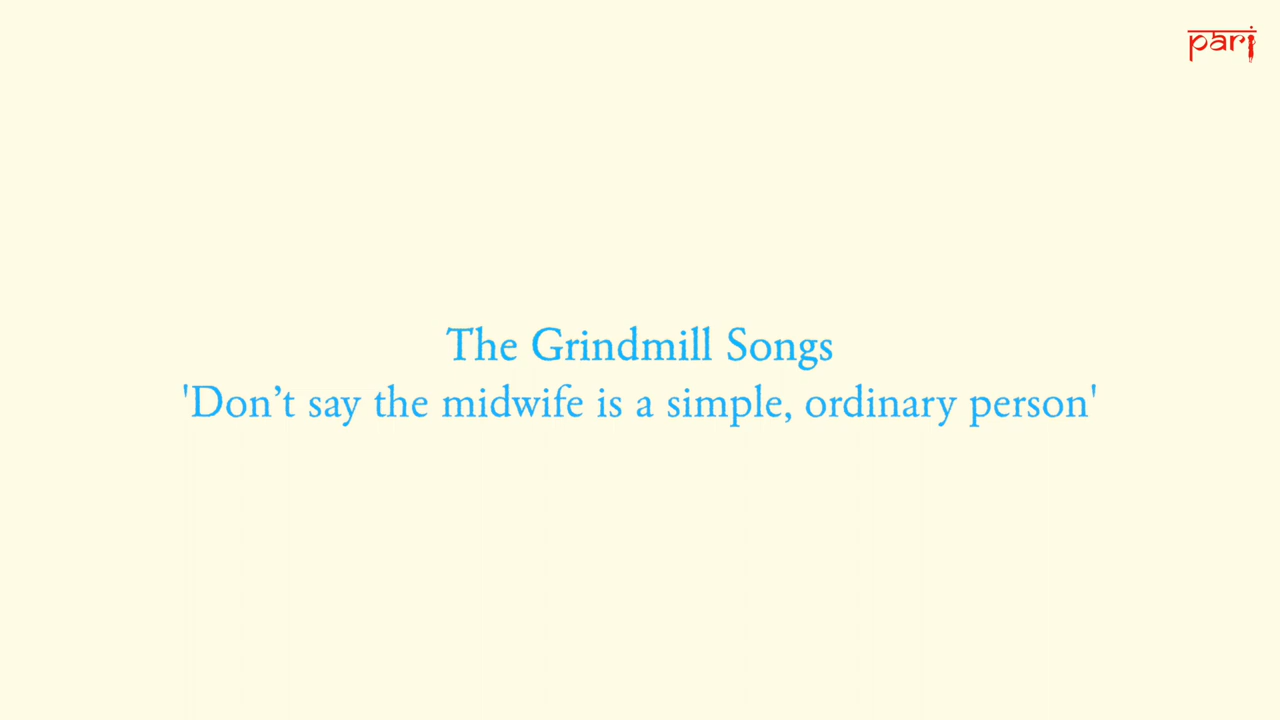 pari
The Grindmill Songs
'Don’t say the midwife is a simple, ordinary person'